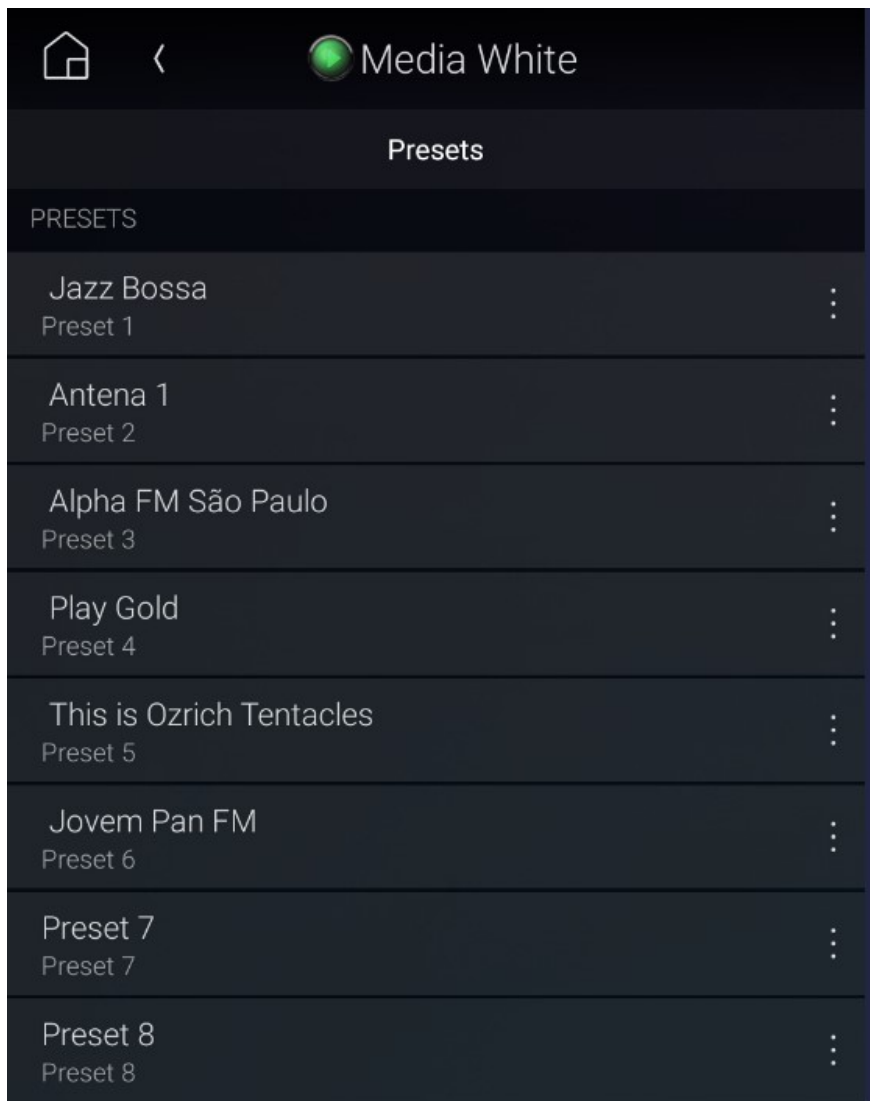 Media White
Presets
PRESETS
Jazz Bossa
Preset 1
Antena 1
Preset 2
Alpha FM São Paulo
Preset 3
Play Gold
Preset 4
This is Ozrich Tentacles
Preset 5
Jovem Pan FM
Preset 6
Preset 7
Preset 7
Preset 8
Preset 8